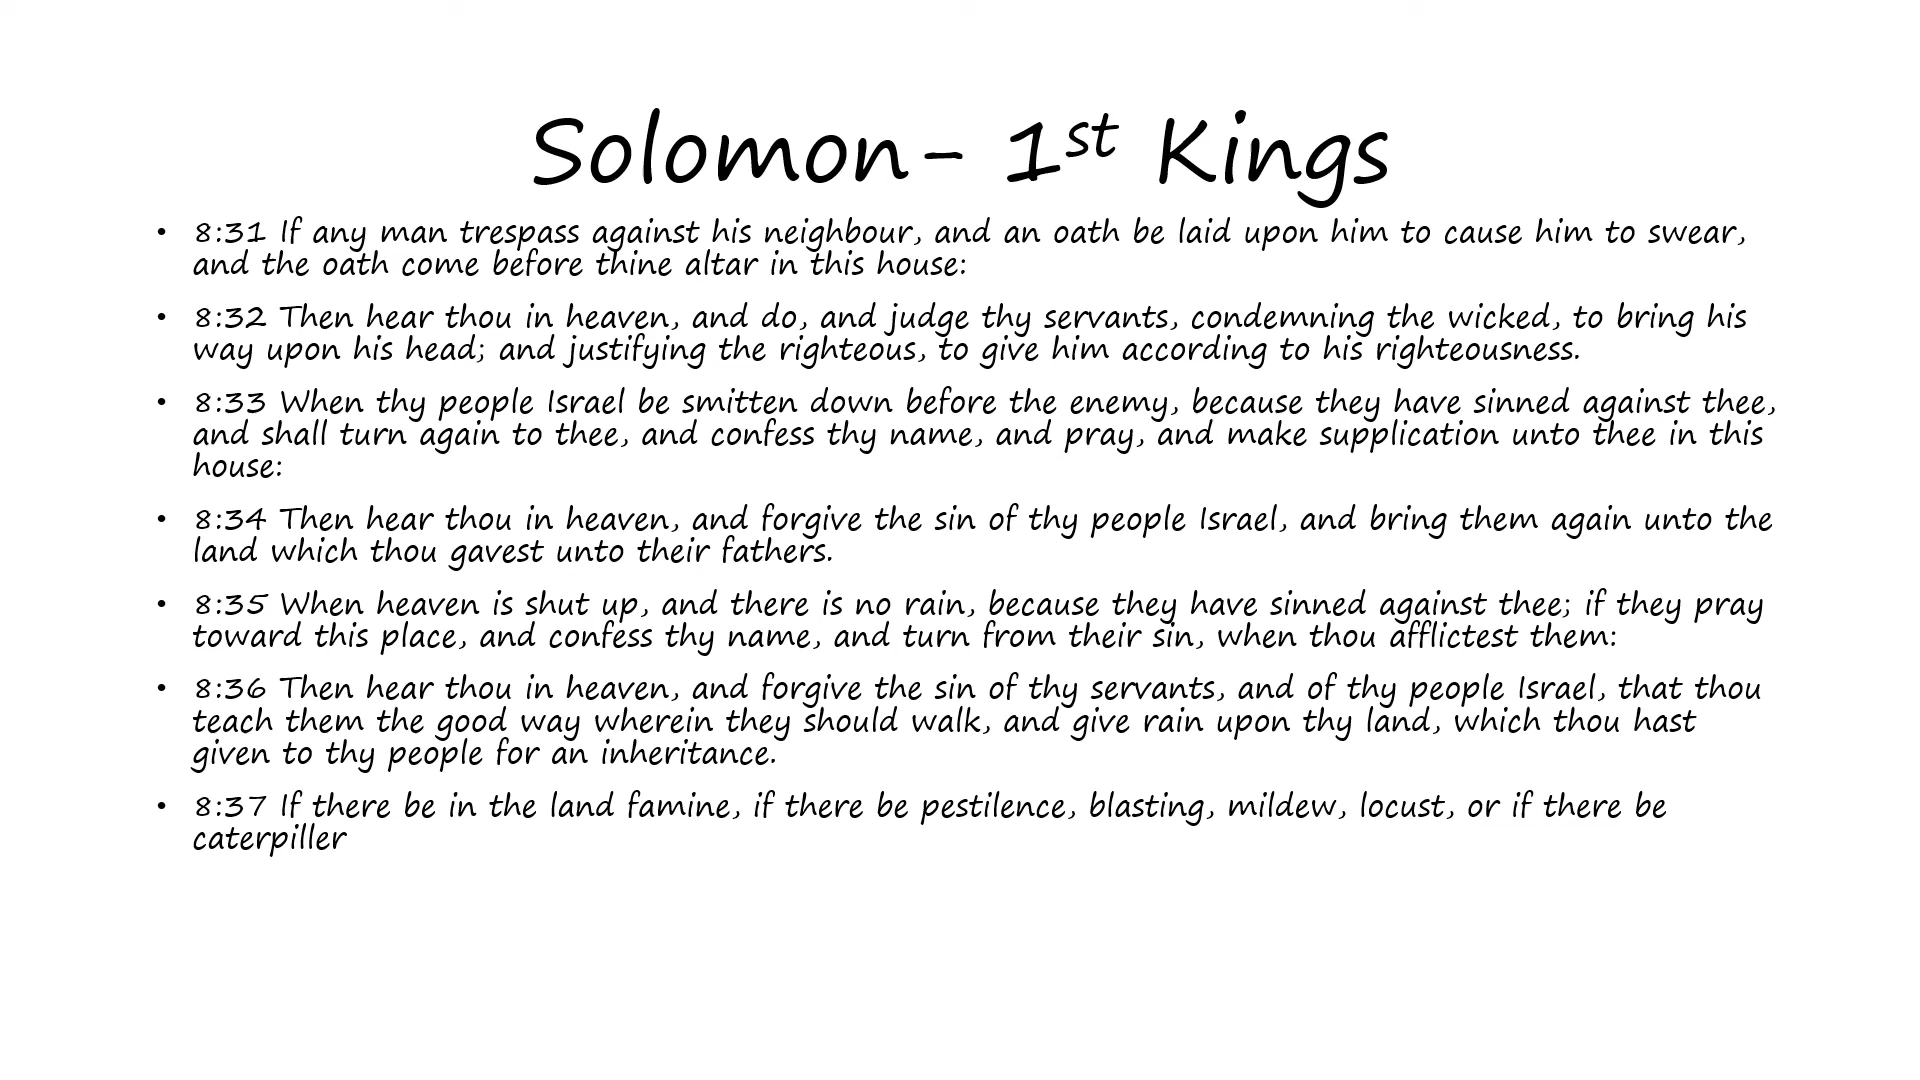 Solomon- 1st Kings
• 8:31 If any man trespass against his neighbour, and an oath be laid upon him to cause him to swear,
and the oath come before thine altar in this house:
• 8:32 Then hear thou in heaven, and do, and judge thy servants, condemning the wicked, to bring his
way upon his head; and justifying the righteous, to give him according to his righteousness.
• 8:33 When thy people Israel be smitten down before the enemy, because they have sinned against thee,
and shall turn again to thee, and confess thy name, and pray, and make supplication unto thee in this
house:
• 8:34 Then hear thou in heaven, and forgive the sin of thy people Israel, and bring them again unto the
land which thou gavest unto their fathers.
• 8:35 When heaven is shut up, and there is no rain, because they have sinned against thee; if they pray
toward this place, and confess thy name, and turn from their sin, when thou afflictest them:
• 8:36 Then hear thou in heaven, and forgive the sin of thy servants, and of thy people Israel, that thou
teach them the good way wherein they should walk, and give rain upon thy land, which thou hast
given to thy people for an inheritance.
• 8:37 If there be in the land famine, if there be pestilence, blasting, mildew, locust, or if there be
caterpiller